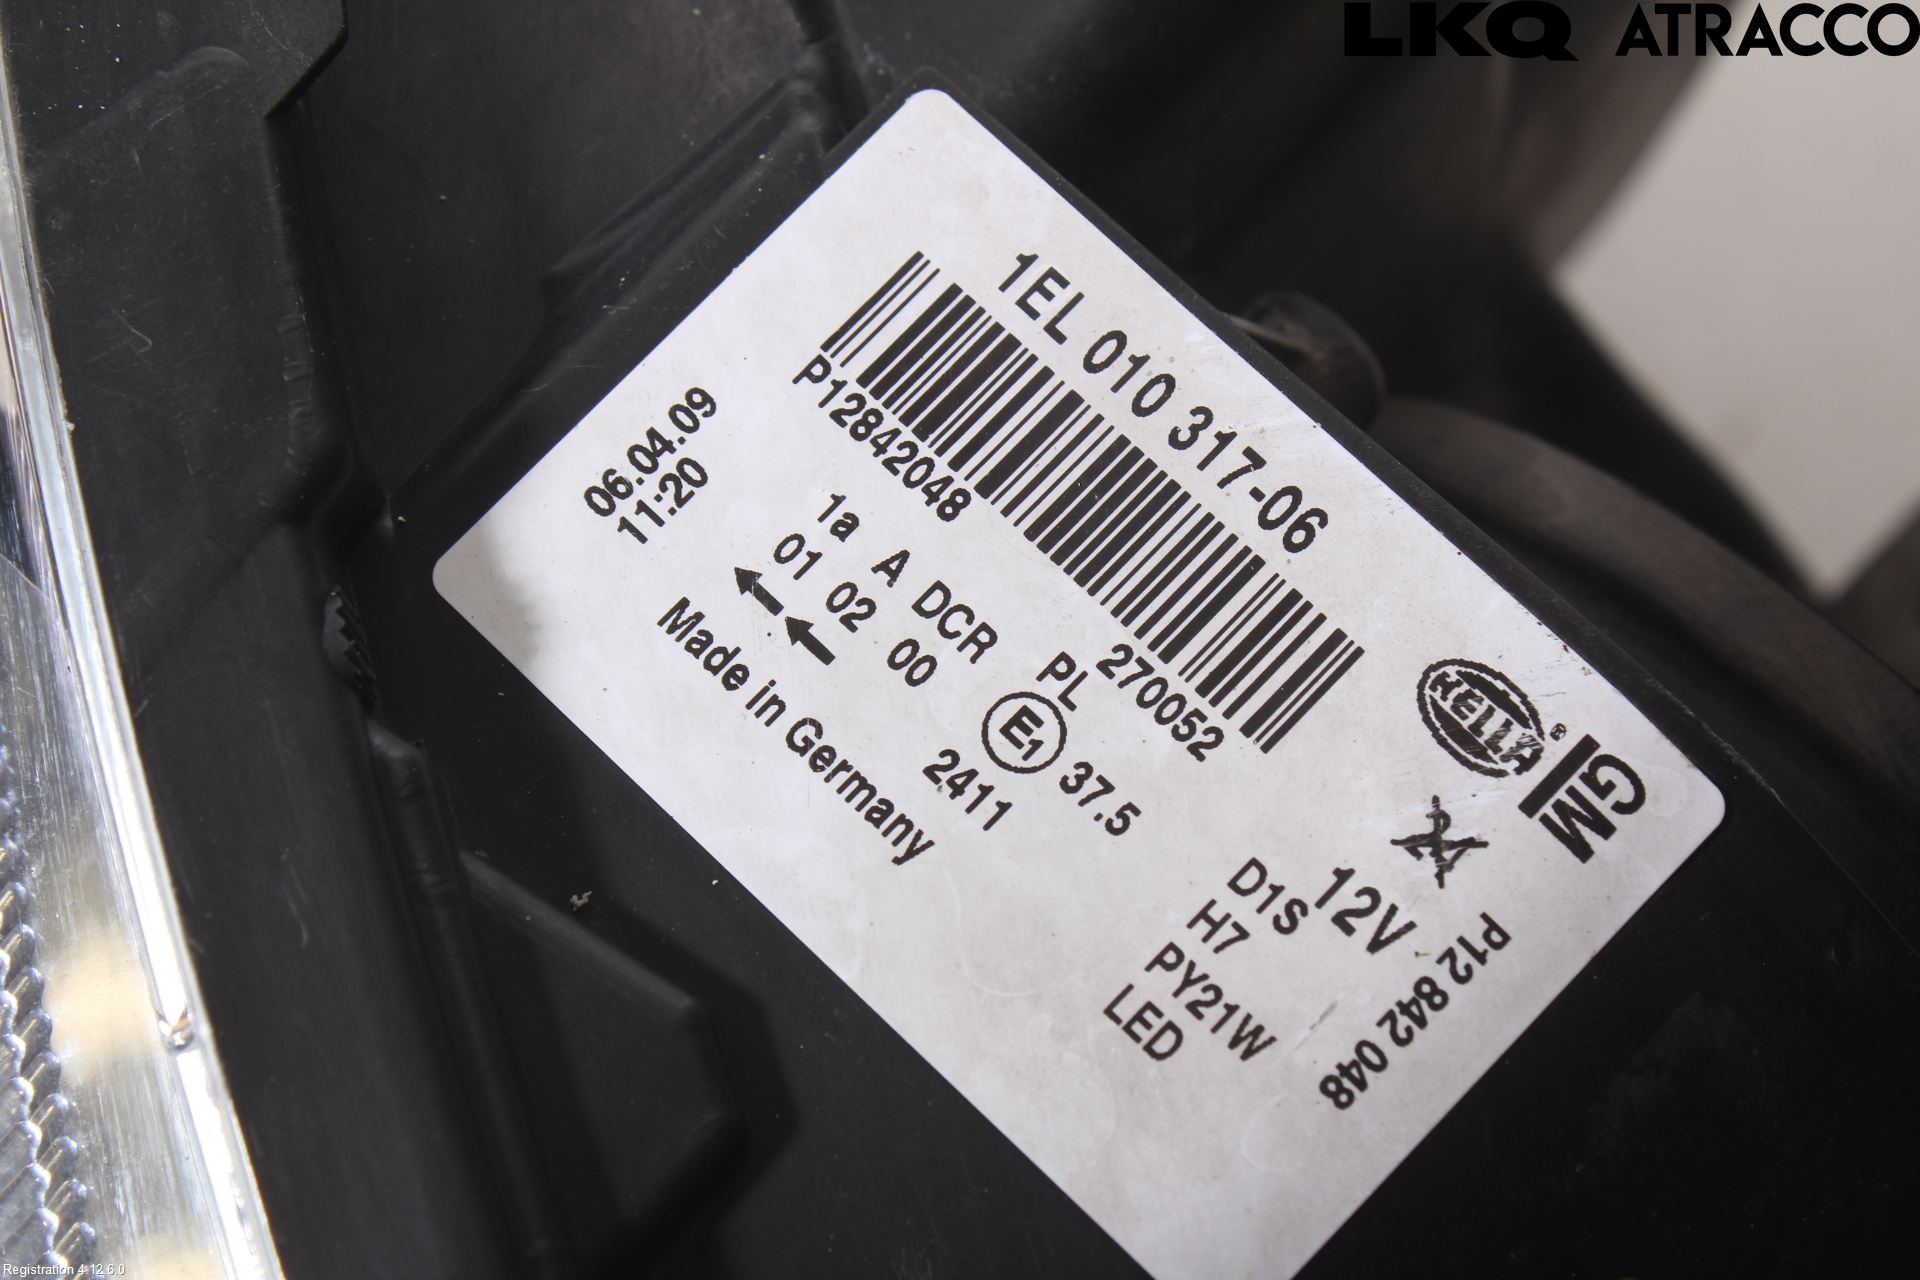 LKQ ATRACCO
1EL 010 317-06
P12842048
270052
06.04.09
11:20
1a A DCR PL
01 02 00
E1
37.5
2411
Made in Germany
HELLA®
GM
24
12V
D1S
H7
PY21W
LED
P12 842 048
Registration 4.12.6.0